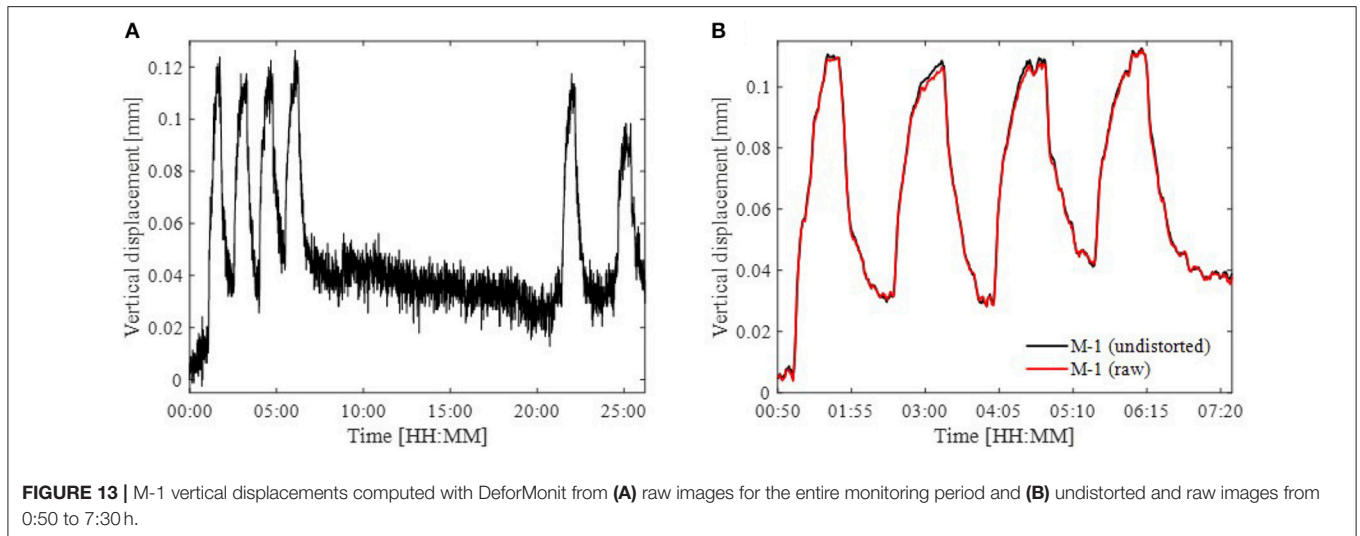 A
B
Vertical displacement [mm]
0.12
0.1
0.08
0.06
0.04
0.02
0
00:00 05:00 10:00 15:00 20:00 25:00
Time [HH:MM]
Vertical displacement [mm]
0.1
0.08
0.06
0.04
0.02
0
M-1 (undistorted)
M-1 (raw)
00:50 01:55 03:00 04:05 05:10 06:15 07:20
Time [HH:MM]
FIGURE 13 | M-1 vertical displacements computed with DeforMonit from (A) raw images for the entire monitoring period and (B) undistorted and raw images from
0:50 to 7:30 h.